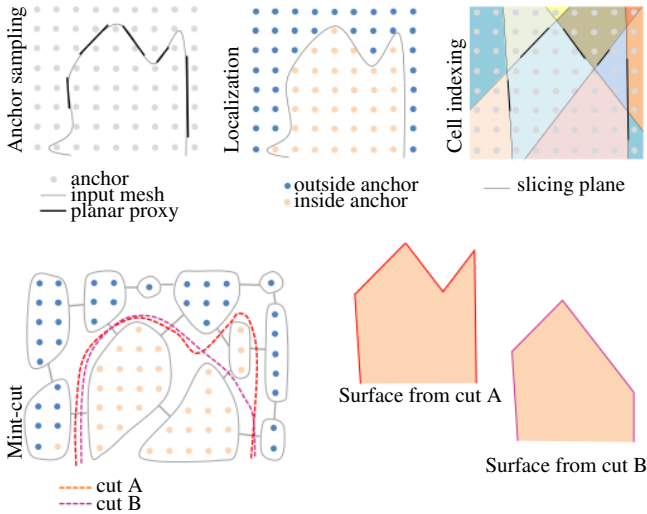 Anchor sampling
Localization
Cell indexing
anchor
input mesh
planar proxy
outside anchor
inside anchor
slicing plane
Mint-cut
Surface from cut A
Surface from cut B
cut A
cut B